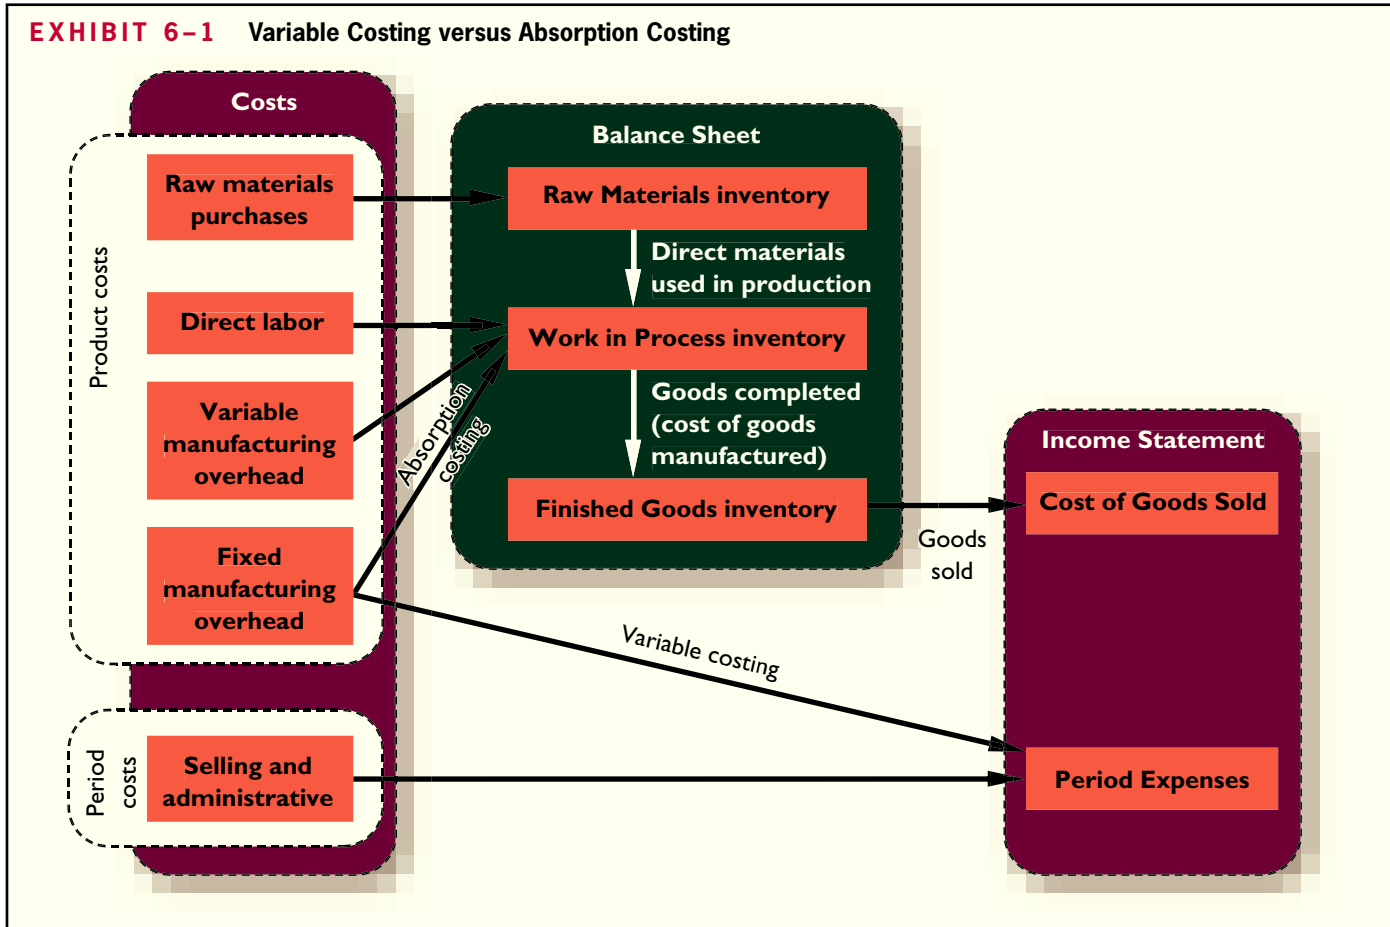 EXHIBIT 6–1 Variable Costing versus Absorption Costing
Costs
Product costs
Raw materials
purchases
Direct labor
Variable
manufacturing
overhead
Fixed
manufacturing
overhead
Period
costs
Selling and
administrative
Absorption
costing
Variable costing
Balance Sheet
Raw Materials inventory
Direct materials
used in production
Work in Process inventory
Goods completed
(cost of goods
manufactured)
Finished Goods inventory
Goods
sold
Income Statement
Cost of Goods Sold
Period Expenses